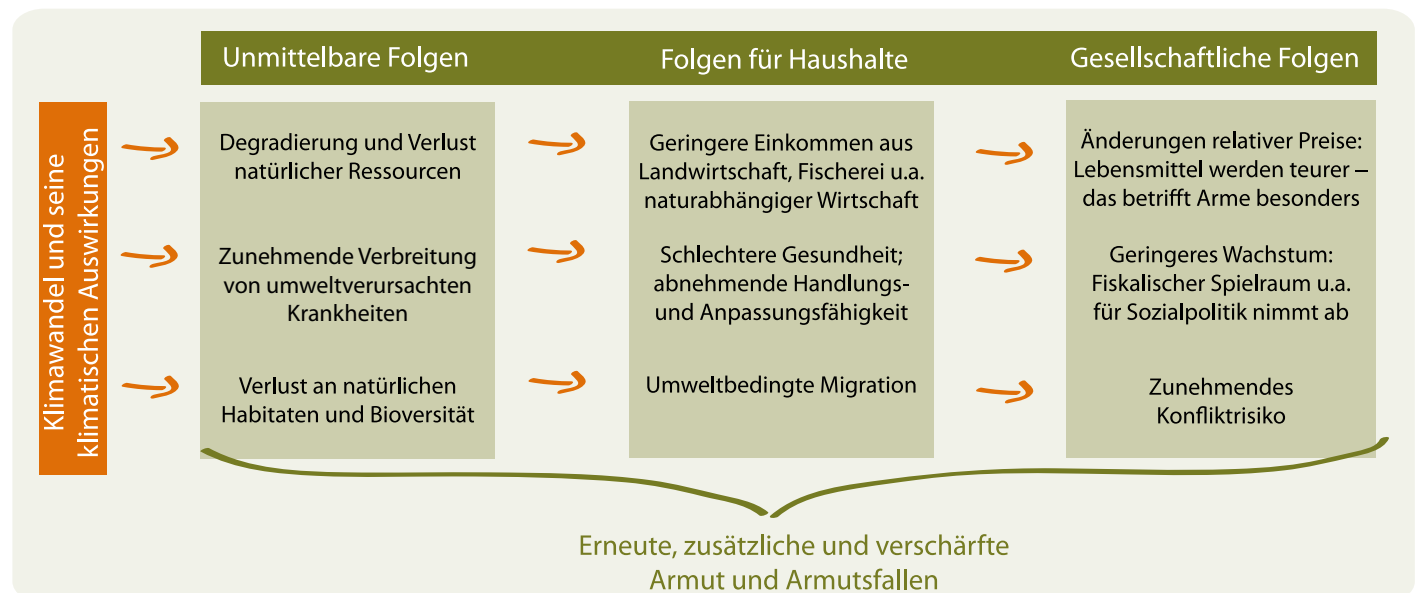 Unmittelbare Folgen
Folgen für Haushalte
Gesellschaftliche Folgen
Klimawandel und seine
klimatischen Auswirkungen
Degradierung und Verlust
natürlicher Ressourcen
Geringere Einkommen aus
Landwirtschaft, Fischerei u.a.
naturabhängiger Wirtschaft
Änderungen relativer Preise:
Lebensmittel werden teurer –
das betrifft Arme besonders
Zunehmende Verbreitung
von umweltverursachten
Krankheiten
Schlechtere Gesundheit;
abnehmende Handlungs-
und Anpassungsfähigkeit
Geringeres Wachstum:
Fiskalischer Spielraum u.a.
für Sozialpolitik nimmt ab
Verlust an natürlichen
Habitaten und Bioversität
Umweltbedingte Migration
Zunehmendes
Konfliktrisiko
Erneute, zusätzliche und verschärfte
Armut und Armutsfallen